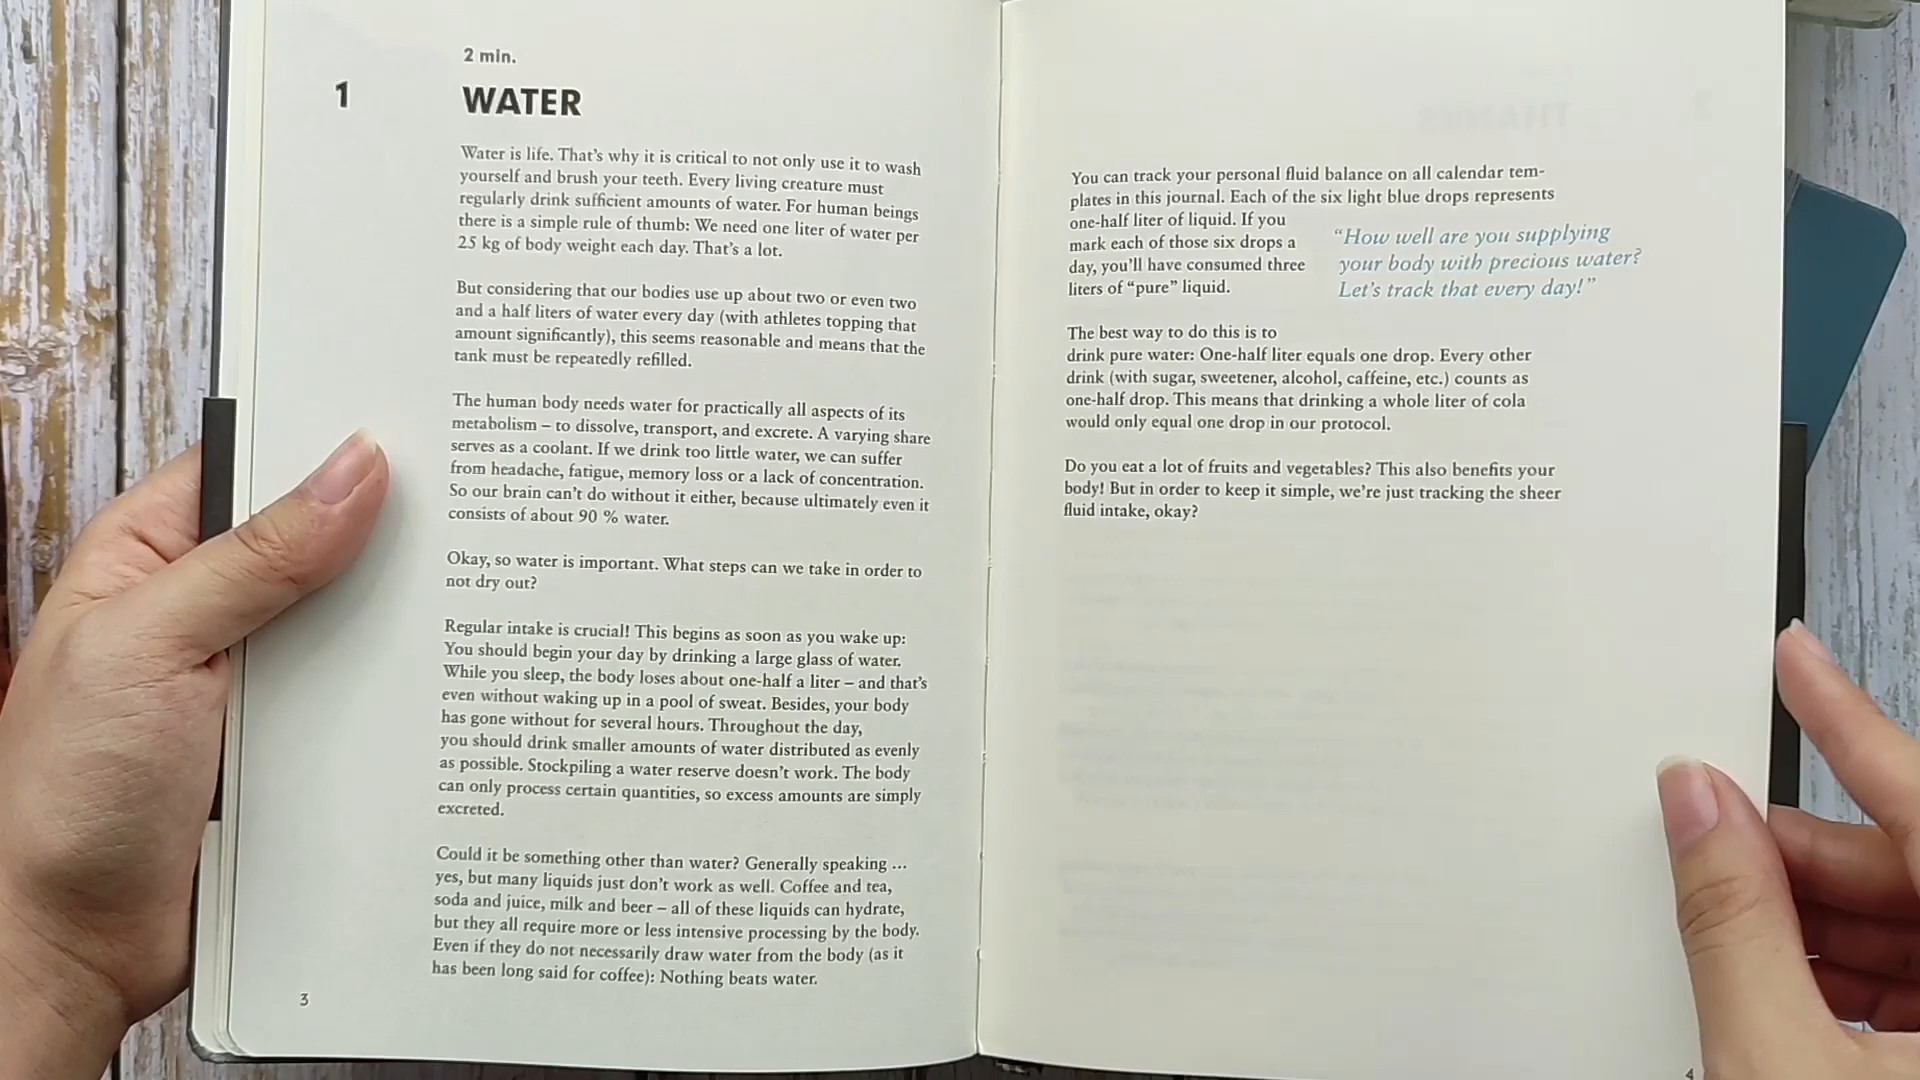 2 min.
1
WATER
Water is life. That's why it is critical to not only use it to wash
yourself and brush your teeth. Every living creature must
regularly drink sufficient amounts of water. For human beings
there is a simple rule of thumb: We need one liter of water per
25 kg of body weight each day. That's a lot.
But considering that our bodies use up about two or even two
and a half liters of water every day (with athletes topping that
amount significantly), this seems reasonable and means that the
tank must be repeatedly refilled.
The human body needs water for practically all aspects of its
metabolism – to dissolve, transport, and excrete. A varying share
serves as a coolant. If we drink too little water, we can suffer
from headache, fatigue, memory loss or a lack of concentration.
So our brain can't do without it either, because ultimately even it
consists of about 90 % water.
Okay, so water is important. What steps can we take in order to
not dry out?
Regular intake is crucial! This begins as soon as you wake up:
You should begin your day by drinking a large glass of water.
While you sleep, the body loses about one-half a liter – and that's
even without waking up in a pool of sweat. Besides, your body
has gone without for several hours. Throughout the day,
you should drink smaller amounts of water distributed as evenly
as possible. Stockpiling a water reserve doesn't work. The body
can only process certain quantities, so excess amounts are simply
excreted.
Could it be something other than water? Generally speaking ...
yes, but many liquids just don't work as well. Coffee and tea,
soda and juice, milk and beer – all of these liquids can hydrate,
but they all require more or less intensive processing by the body.
Even if they do not necessarily draw water from the body (as it
has been long said for coffee): Nothing beats water.
3
You can track your personal fluid balance on all calendar tem-
plates in this journal. Each of the six light blue drops represents
one-half liter of liquid. If you
mark each of those six drops a
day, you'll have consumed three
liters of "pure" liquid.
"How well are you supplying
your body with precious water?
Let's track that every day!"
The best way to do this is to
drink pure water: One-half liter equals one drop. Every other
drink (with sugar, sweetener, alcohol, caffeine, etc.) counts as
one-half drop. This means that drinking a whole liter of cola
would only equal one drop in our protocol.
Do you eat a lot of fruits and vegetables? This also benefits your
body! But in order to keep it simple, we're just tracking the sheer
fluid intake, okay?
4